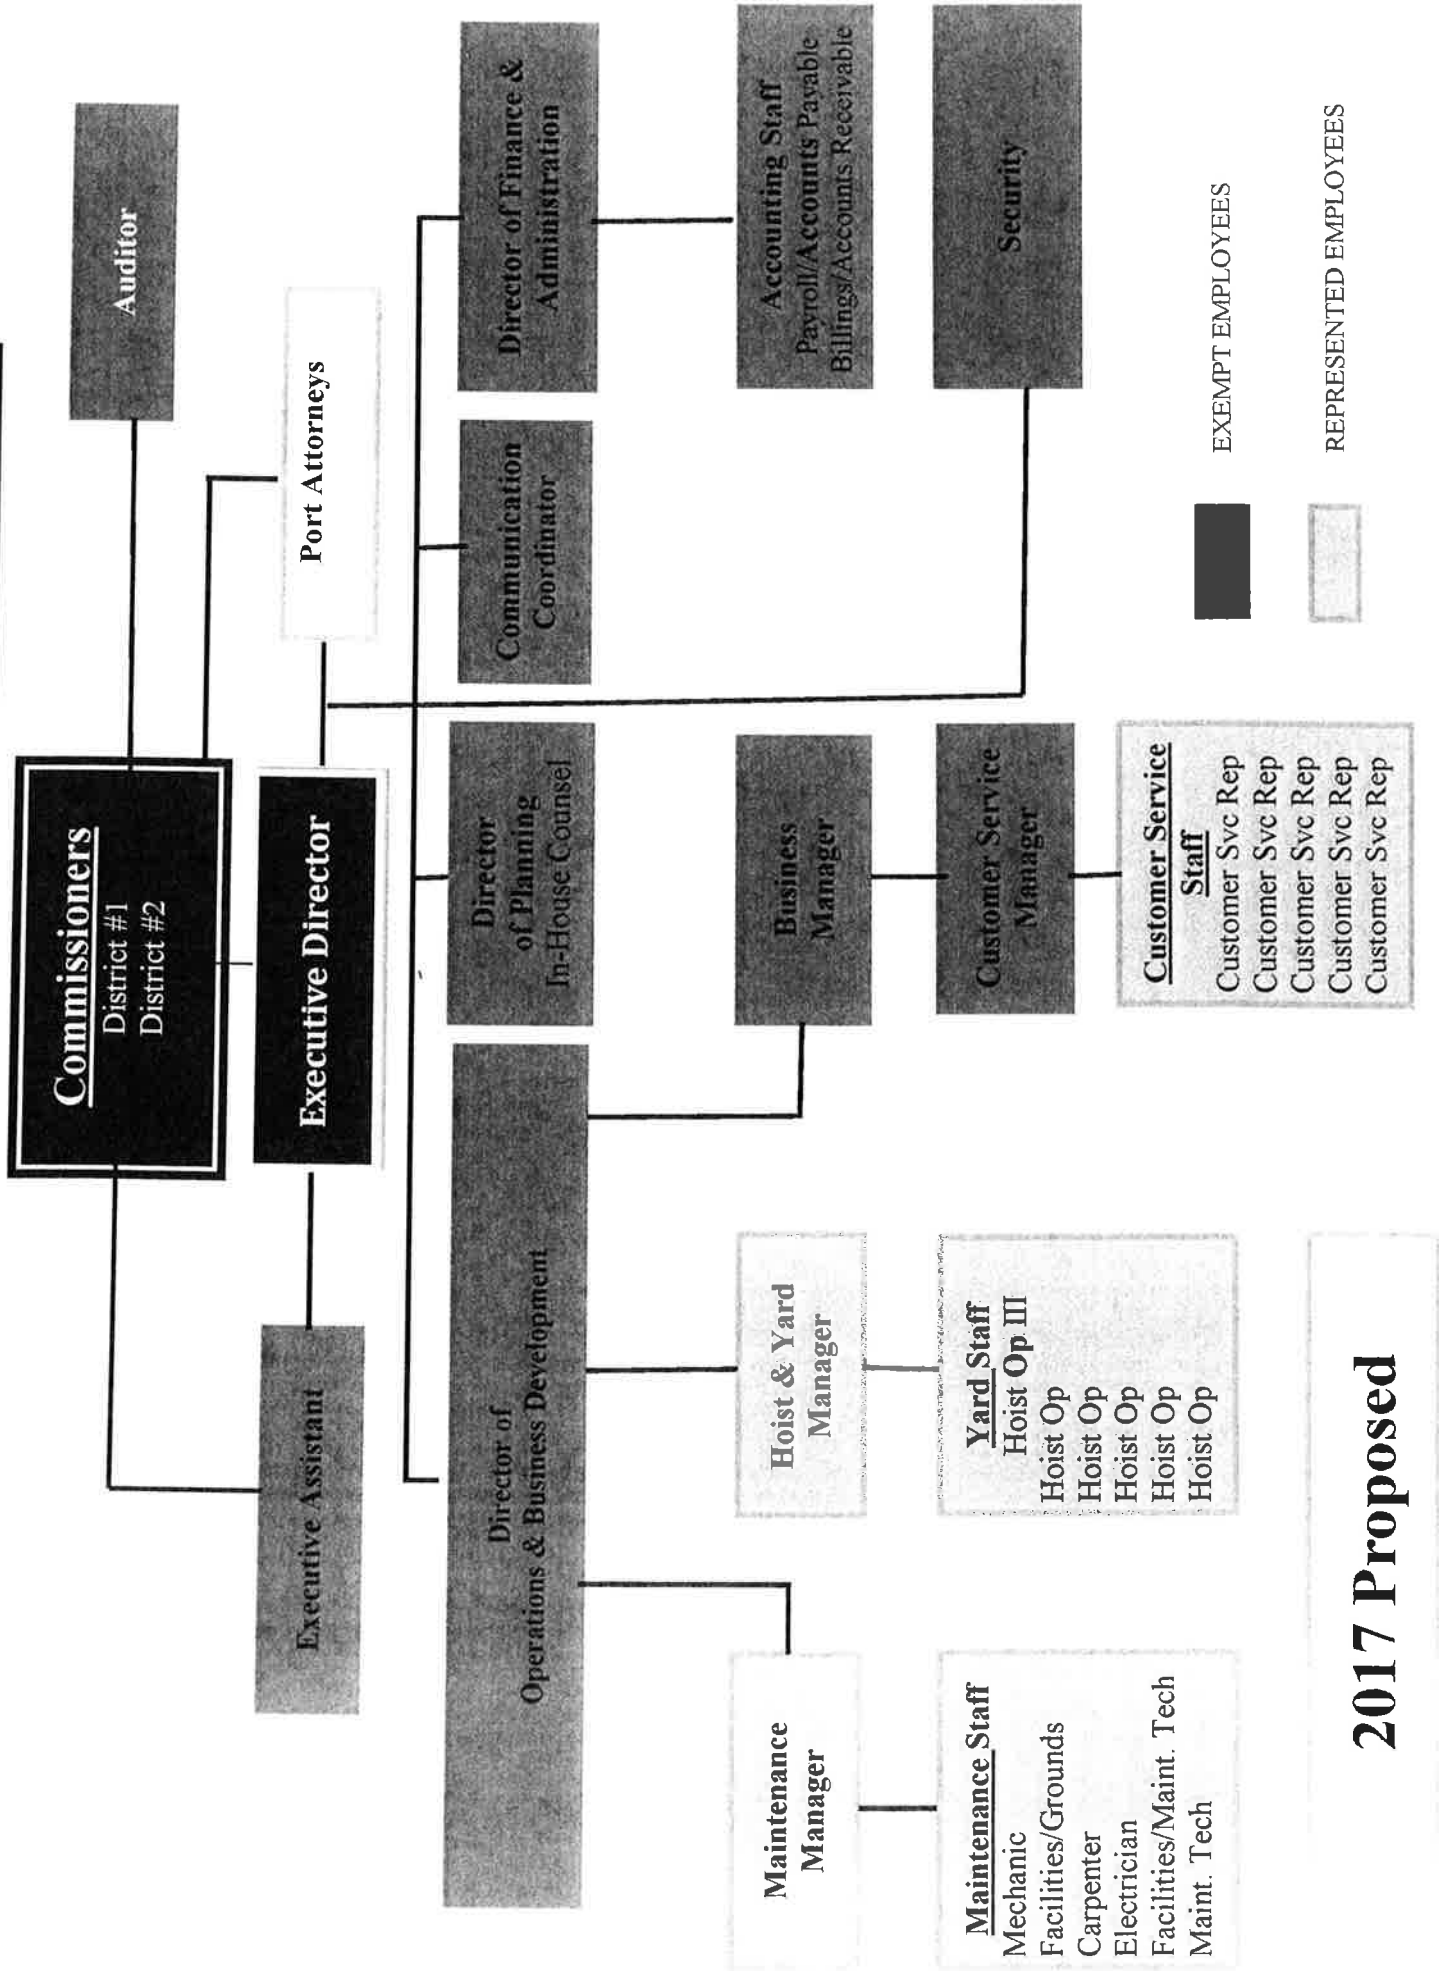 Commissioners
District #1
District #2
Auditor
Executive Director
Port Attorneys
Executive Assistant
Director of
Operations & Business Development
Director
of Planning
In-House Counsel
Communication
Coordinator
Director of Finance &
Administration
Maintenance
Manager
Hoist & Yard
Manager
Business
Manager
Accounting Staff
Payroll/Accounts Payable
Billings/Accounts Receivable
Maintenance Staff
Mechanic
Facilities/Grounds
Carpenter
Electrician
Facilities/Maint. Tech
Maint. Tech
Yard Staff
Hoist Op III
Hoist Op
Hoist Op
Hoist Op
Hoist Op
Hoist Op
Customer Service
Manager
Security
Customer Service
Staff
Customer Svc Rep
Customer Svc Rep
Customer Svc Rep
Customer Svc Rep
Customer Svc Rep
EXEMPT EMPLOYEES
REPRESENTED EMPLOYEES
2017 Proposed